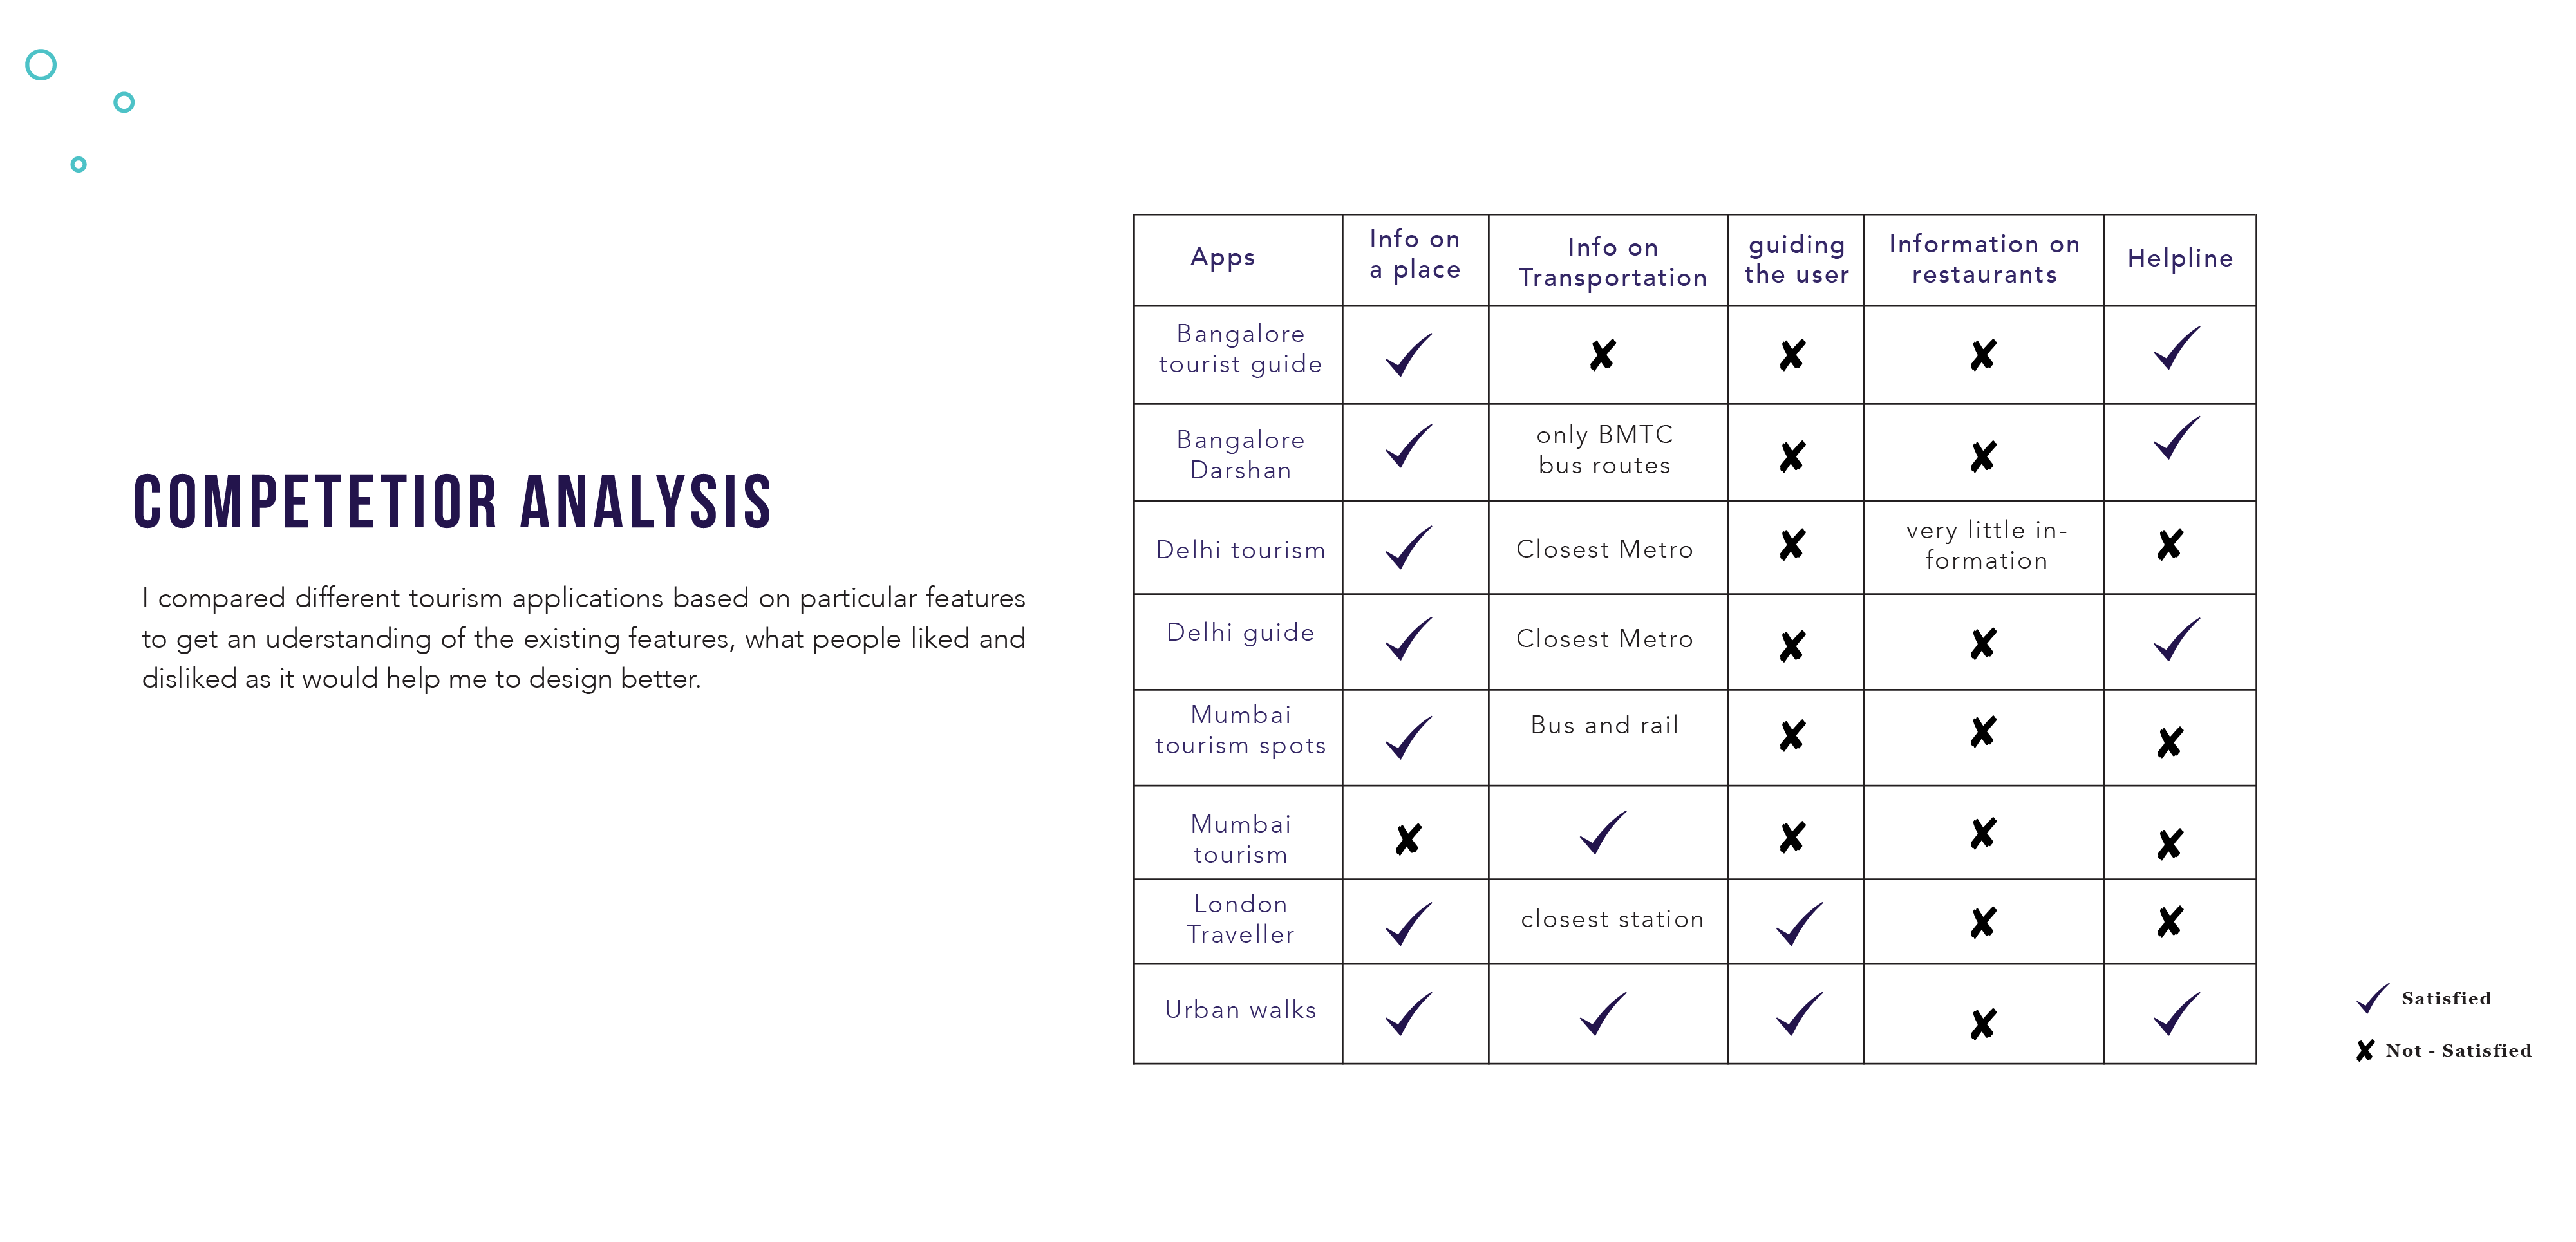 COMPETETIOR ANALYSIS
I compared different tourism applications based on particular features
to get an uderstanding of the existing features, what people liked and
disliked as it would help me to design better.
Apps
Info on
a place
Info on
Transportation
guiding
the user
Information on
restaurants
Helpline
Bangalore
tourist guide
✓
✘
✘
✘
✓
Bangalore
Darshan
✓
only BMTC
bus routes
✘
✘
✓
Delhi tourism
✓
Closest Metro
✘
very little in-
formation
✘
Delhi guide
✓
Closest Metro
✘
✘
✓
Mumbai
tourism spots
✓
Bus and rail
✘
✘
✘
Mumbai
tourism
✘
✓
✘
✘
✘
London
Traveller
✓
closest station
✓
✘
✘
Urban walks
✓
✓
✓
✘
✓
✓ Satisfied
✘ Not - Satisfied